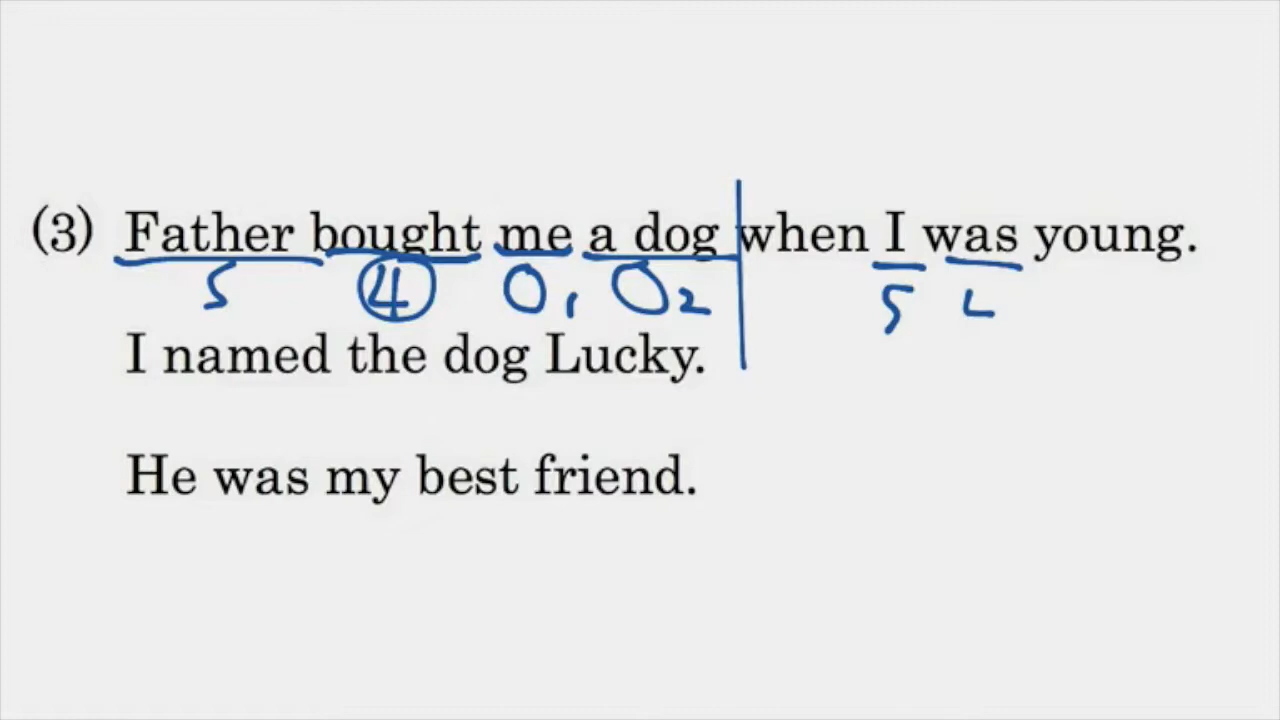 (3) Father bought me a dog when I was young.
S ④ O₁ O₂ S
I named the dog Lucky.
He was my best friend.